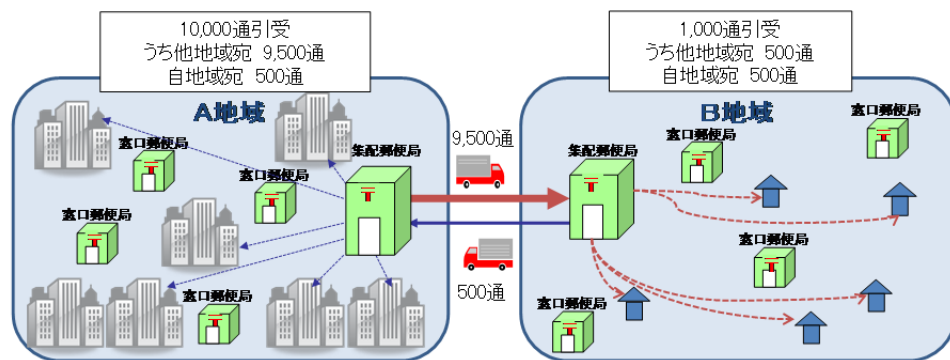 10,000通引受
うち他地域宛 9,500通
自地域宛 500通
1,000通引受
うち他地域宛 500通
自地域宛 500通
A地域
B地域
窓口郵便局
窓口郵便局
窓口郵便局
窓口郵便局
集配郵便局
9,500通
500通
集配郵便局
窓口郵便局
窓口郵便局
窓口郵便局
窓口郵便局